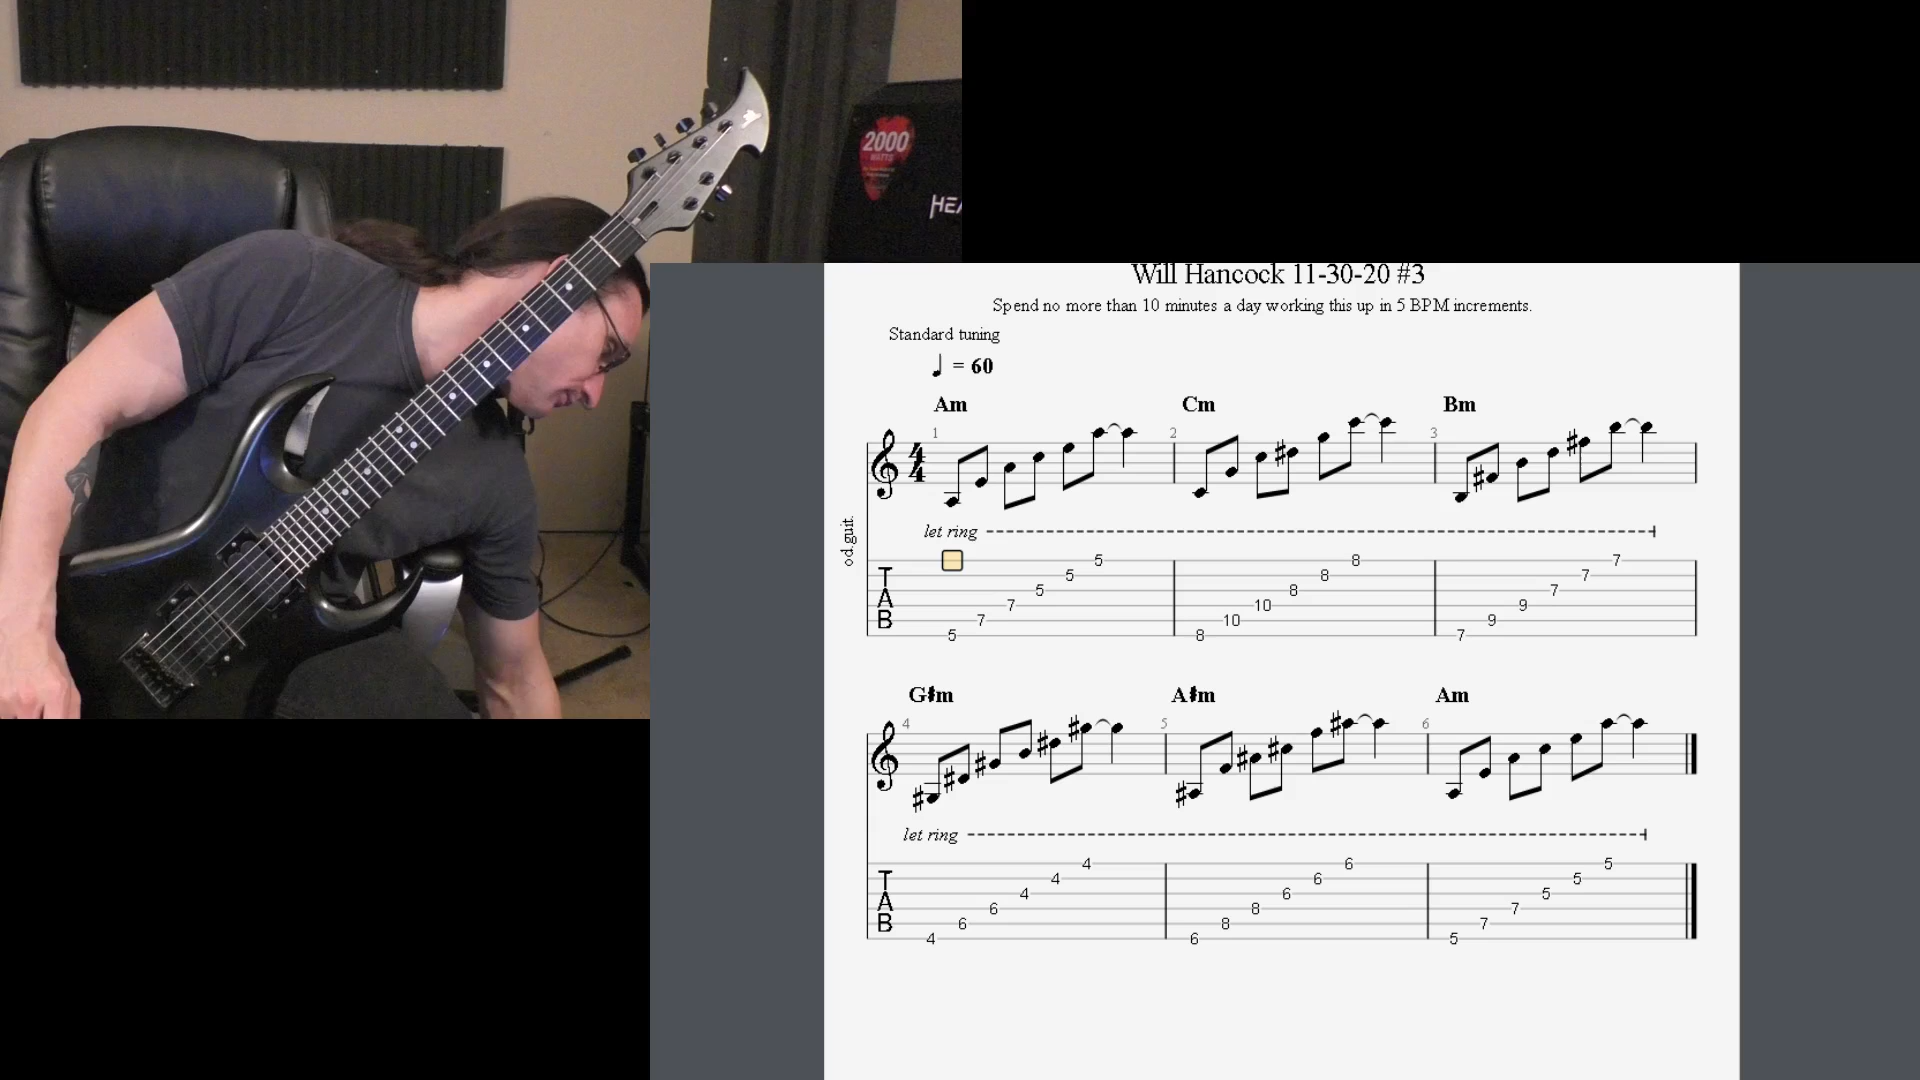 2000
WATTS
HEA
Will Hancock 11-30-20 #3
Spend no more than 10 minutes a day working this up in 5 BPM increments.
Standard tuning
♩ = 60
Am Cm Bm
1 2 3
4
4
od.guit.
let ring
T
A
B
5 8 7
5 8 7
5 8 7
7 10 9
7 10 9
5 8 7
G#m A#m Am
4 5 6
let ring
T
A
B
4 6 5
4 6 5
4 6 5
6 8 7
6 8 7
4 6 5